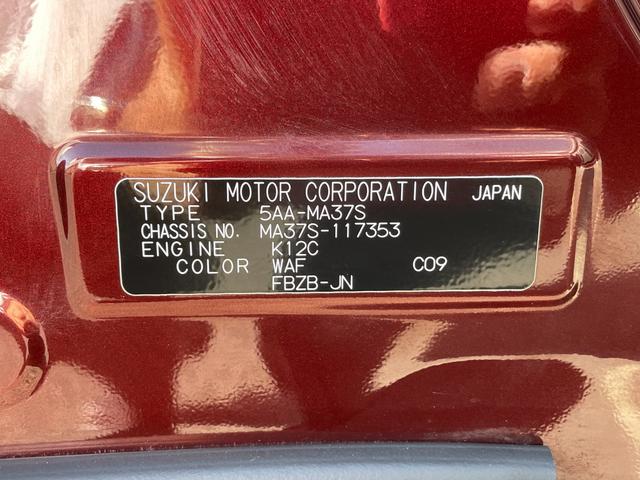 SUZUKI MOTOR CORPORATION JAPAN
TYPE 5AA-MA37S
CHASSIS NO. MA37S-117353
ENGINE K12C
COLOR WAF C09
FBZB-JN